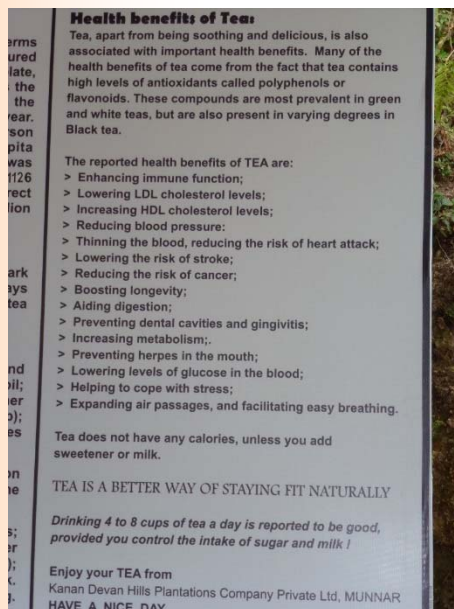 Health benefits of Tea:
Tea, apart from being soothing and delicious, is also
associated with important health benefits. Many of the
health benefits of tea come from the fact that tea contains
high levels of antioxidants called polyphenols or
flavonoids. These compounds are most prevalent in green
and white teas, but are also present in varying degrees in
Black tea.
The reported health benefits of TEA are:
> Enhancing immune function;
> Lowering LDL cholesterol levels;
> Increasing HDL cholesterol levels;
> Reducing blood pressure:
> Thinning the blood, reducing the risk of heart attack;
> Lowering the risk of stroke;
> Reducing the risk of cancer;
> Boosting longevity;
> Aiding digestion;
> Preventing dental cavities and gingivitis;
> Increasing metabolism;.
> Preventing herpes in the mouth;
> Lowering levels of glucose in the blood;
> Helping to cope with stress;
> Expanding air passages, and facilitating easy breathing.
Tea does not have any calories, unless you add
sweetener or milk.
TEA IS A BETTER WAY OF STAYING FIT NATURALLY
Drinking 4 to 8 cups of tea a day is reported to be good,
provided you control the intake of sugar and milk !
Enjoy your TEA from
Kanan Devan Hills Plantations Company Private Ltd, MUNNAR
HAVE A NICE DAY